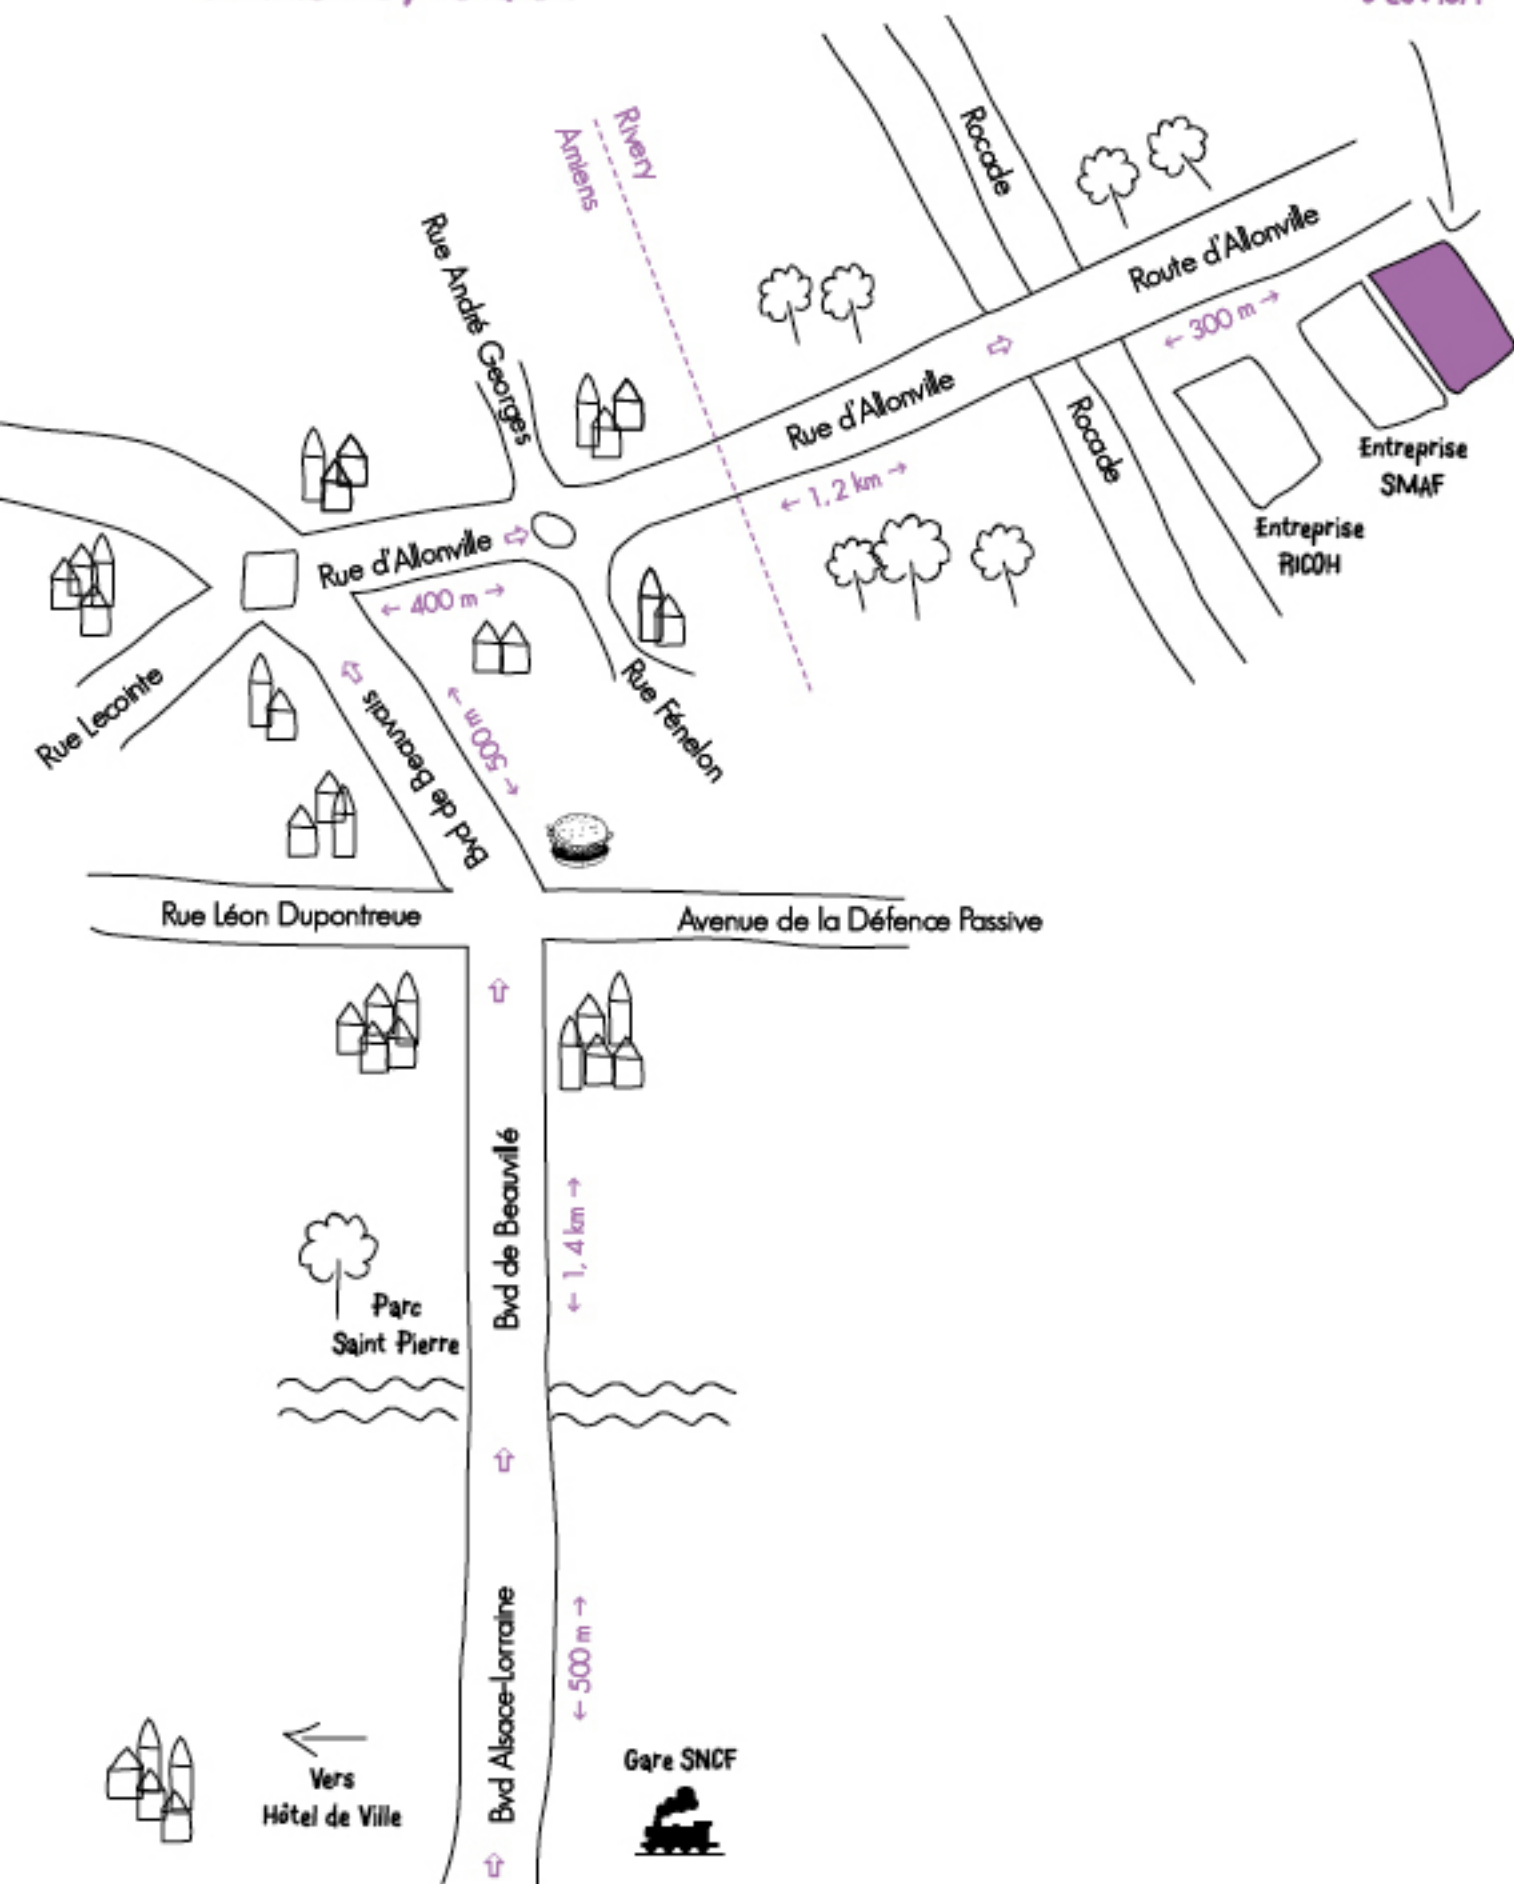 Rocade
Rivery
Amiens
Rue André Georges
Route d'Allonville
← 300 m →
Rue d'Allonville
Rocade
← 1, 2 km →
Entreprise
SMAF
Entreprise
RICOH
Rue d'Allonville
← 400 m →
Rue Lecointe
Bvd de Beauvais
← 500 m →
Rue Fénelon
Rue Léon Dupontreue
Avenue de la Défence Passive
Bvd de Beauvillé
← 1, 4 km →
Parc
Saint Pierre
Bvd Alsace-Lorraine
← 500 m →
Gare SNCF
Vers
Hôtel de Ville